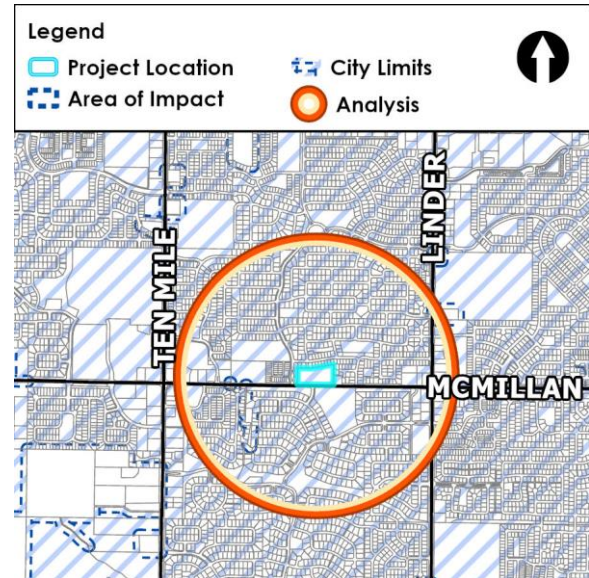 Legend
Project Location
City Limits
Area of Impact
Analysis
TEN MILE
LINDER
MCMILLAN